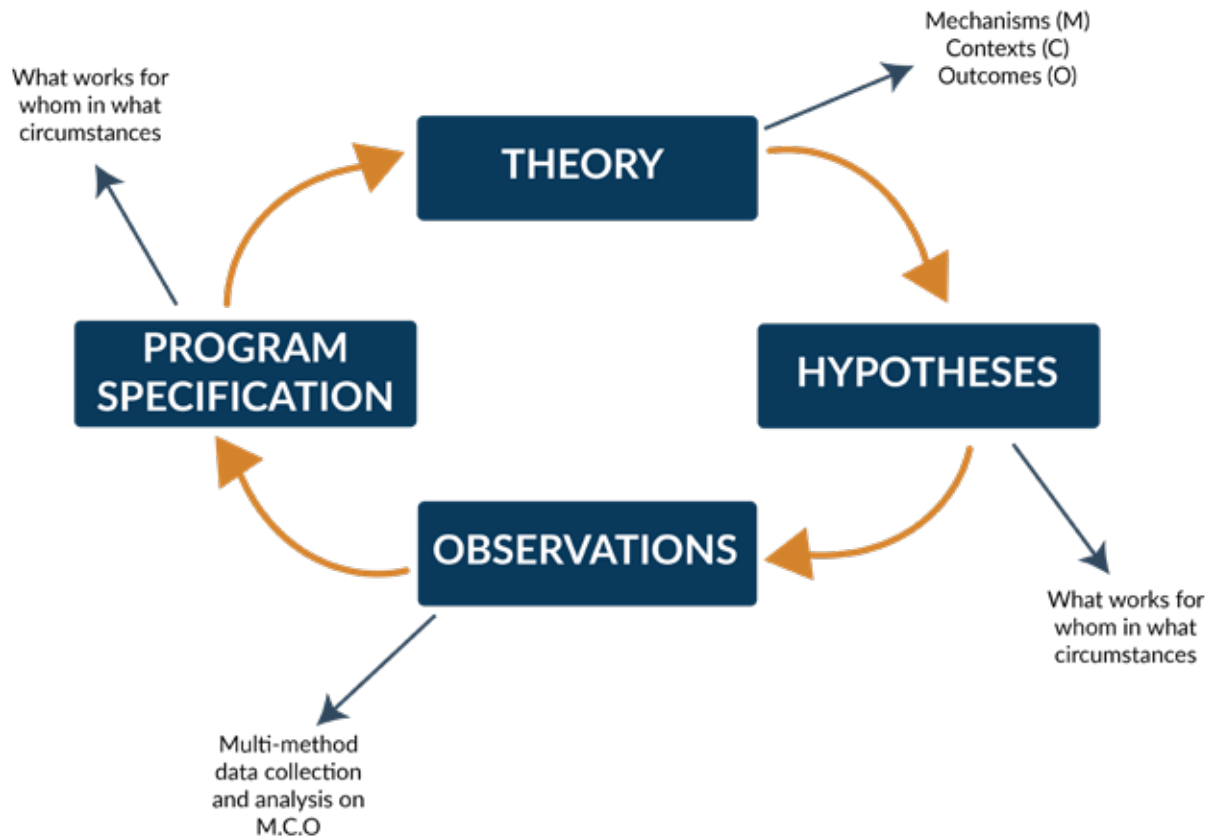 Mechanisms (M)
Contexts (C)
Outcomes (O)
What works for
whom in what
circumstances
THEORY
PROGRAM
SPECIFICATION
HYPOTHESES
OBSERVATIONS
What works for
whom in what
circumstances
Multi-method
data collection
and analysis on
M.C.O